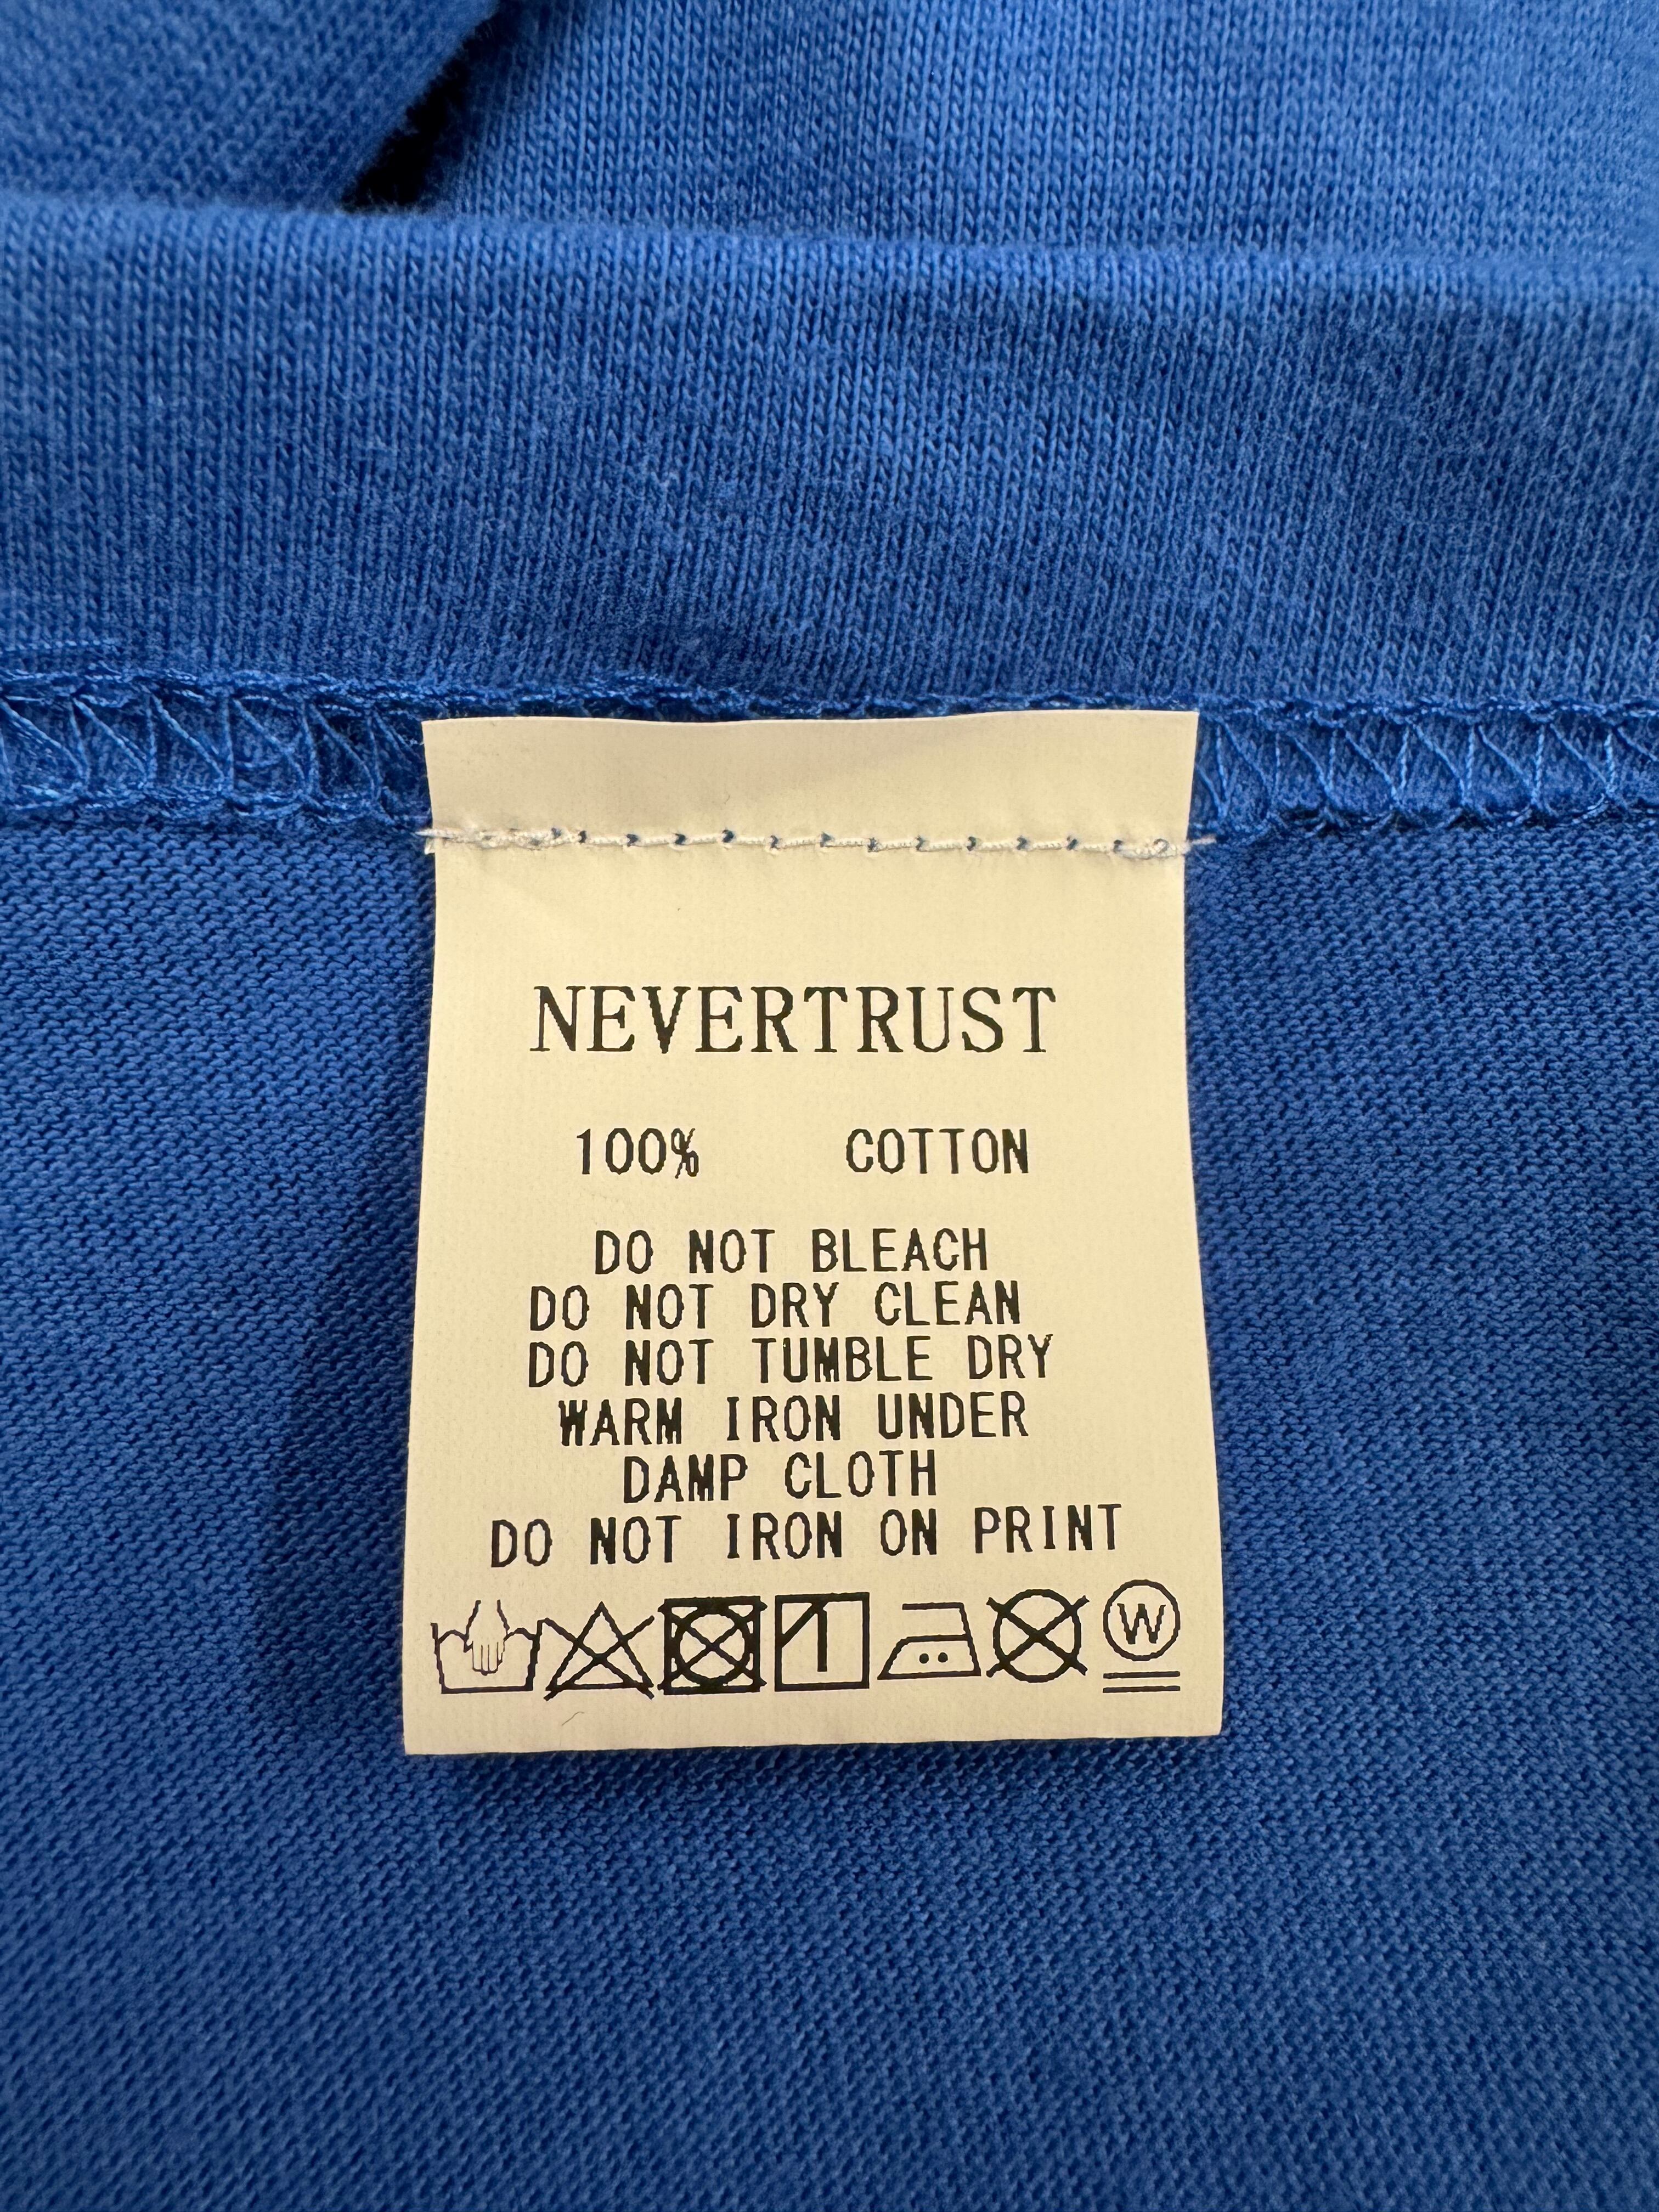 NEVERTRUST
100% COTTON
DO NOT BLEACH
DO NOT DRY CLEAN
DO NOT TUMBLE DRY
WARM IRON UNDER
DAMP CLOTH
DO NOT IRON ON PRINT
W